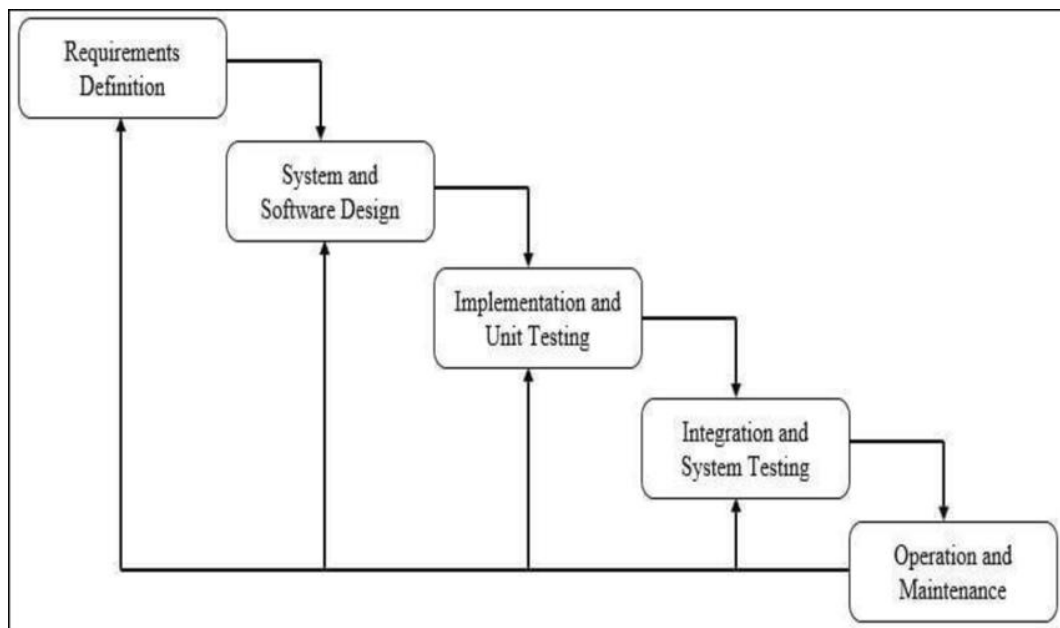 Requirements
Definition
System and
Software Design
Implementation and
Unit Testing
Integration and
System Testing
Operation and
Maintenance